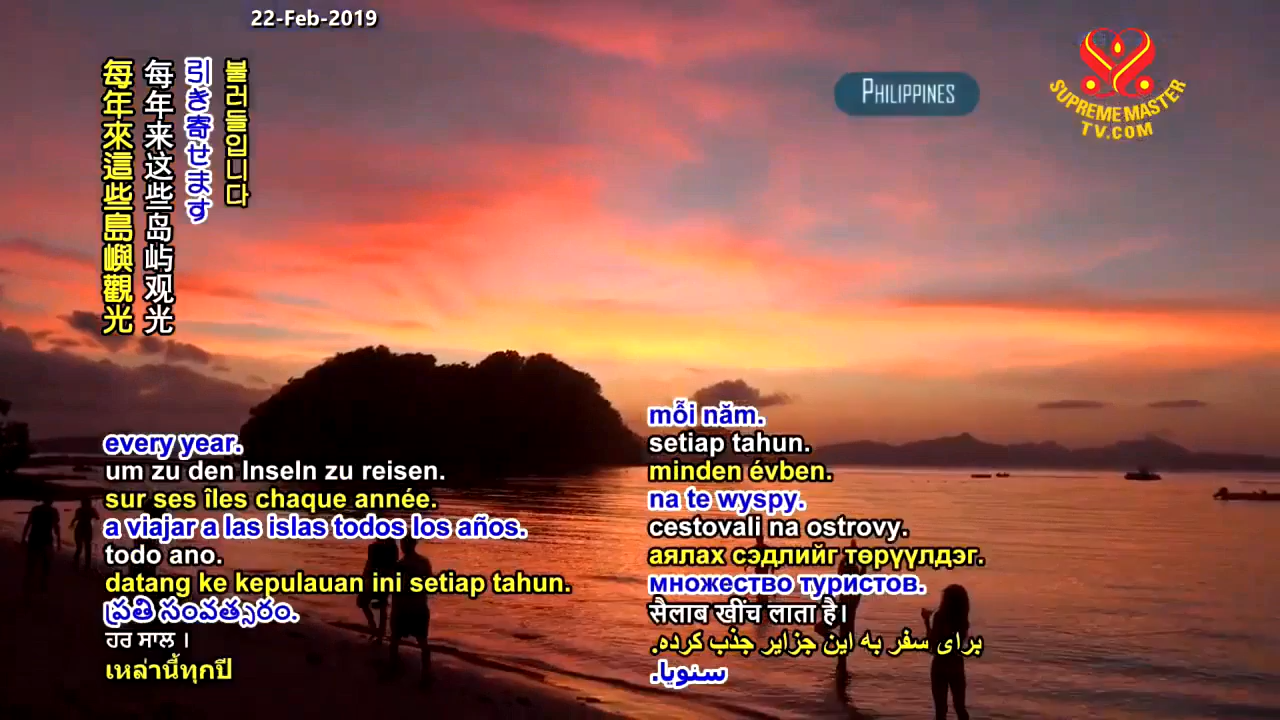 22-Feb-2019
PHILIPPINES
SUPREME MASTER
TV.COM
불러들입니다
引き寄せます
每年来这些岛屿观光
每年來這些島嶼觀光
every year.
um zu den Inseln zu reisen.
sur ses îles chaque année.
a viajar a las islas todos los años.
todo ano.
datang ke kepulauan ini setiap tahun.
ప్రతి సంవత్సరం.
ਹਰ ਸਾਲ ।
เหล่านี้ทุกปี
mỗi năm.
setiap tahun.
minden évben.
na te wyspy.
cestovali na ostrovy.
аялах сэдлийг төрүүлдэг.
множество туристов.
सैलाब खींच लाता है।
برای سفر به این جزایر جذب کرده.
سنويا.